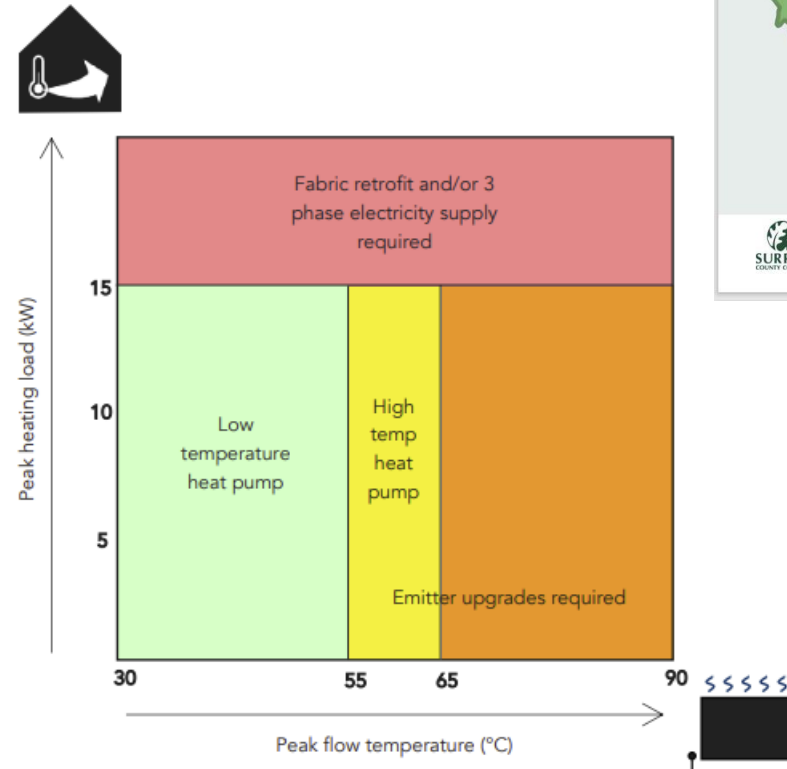 Fabric retrofit and/or 3
phase electricity supply
required
15
10
5
Peak heating load (kW)
Low
temperature
heat pump
High
temp
heat
pump
Emitter upgrades required
30
55
65
90
Peak flow temperature (°C)